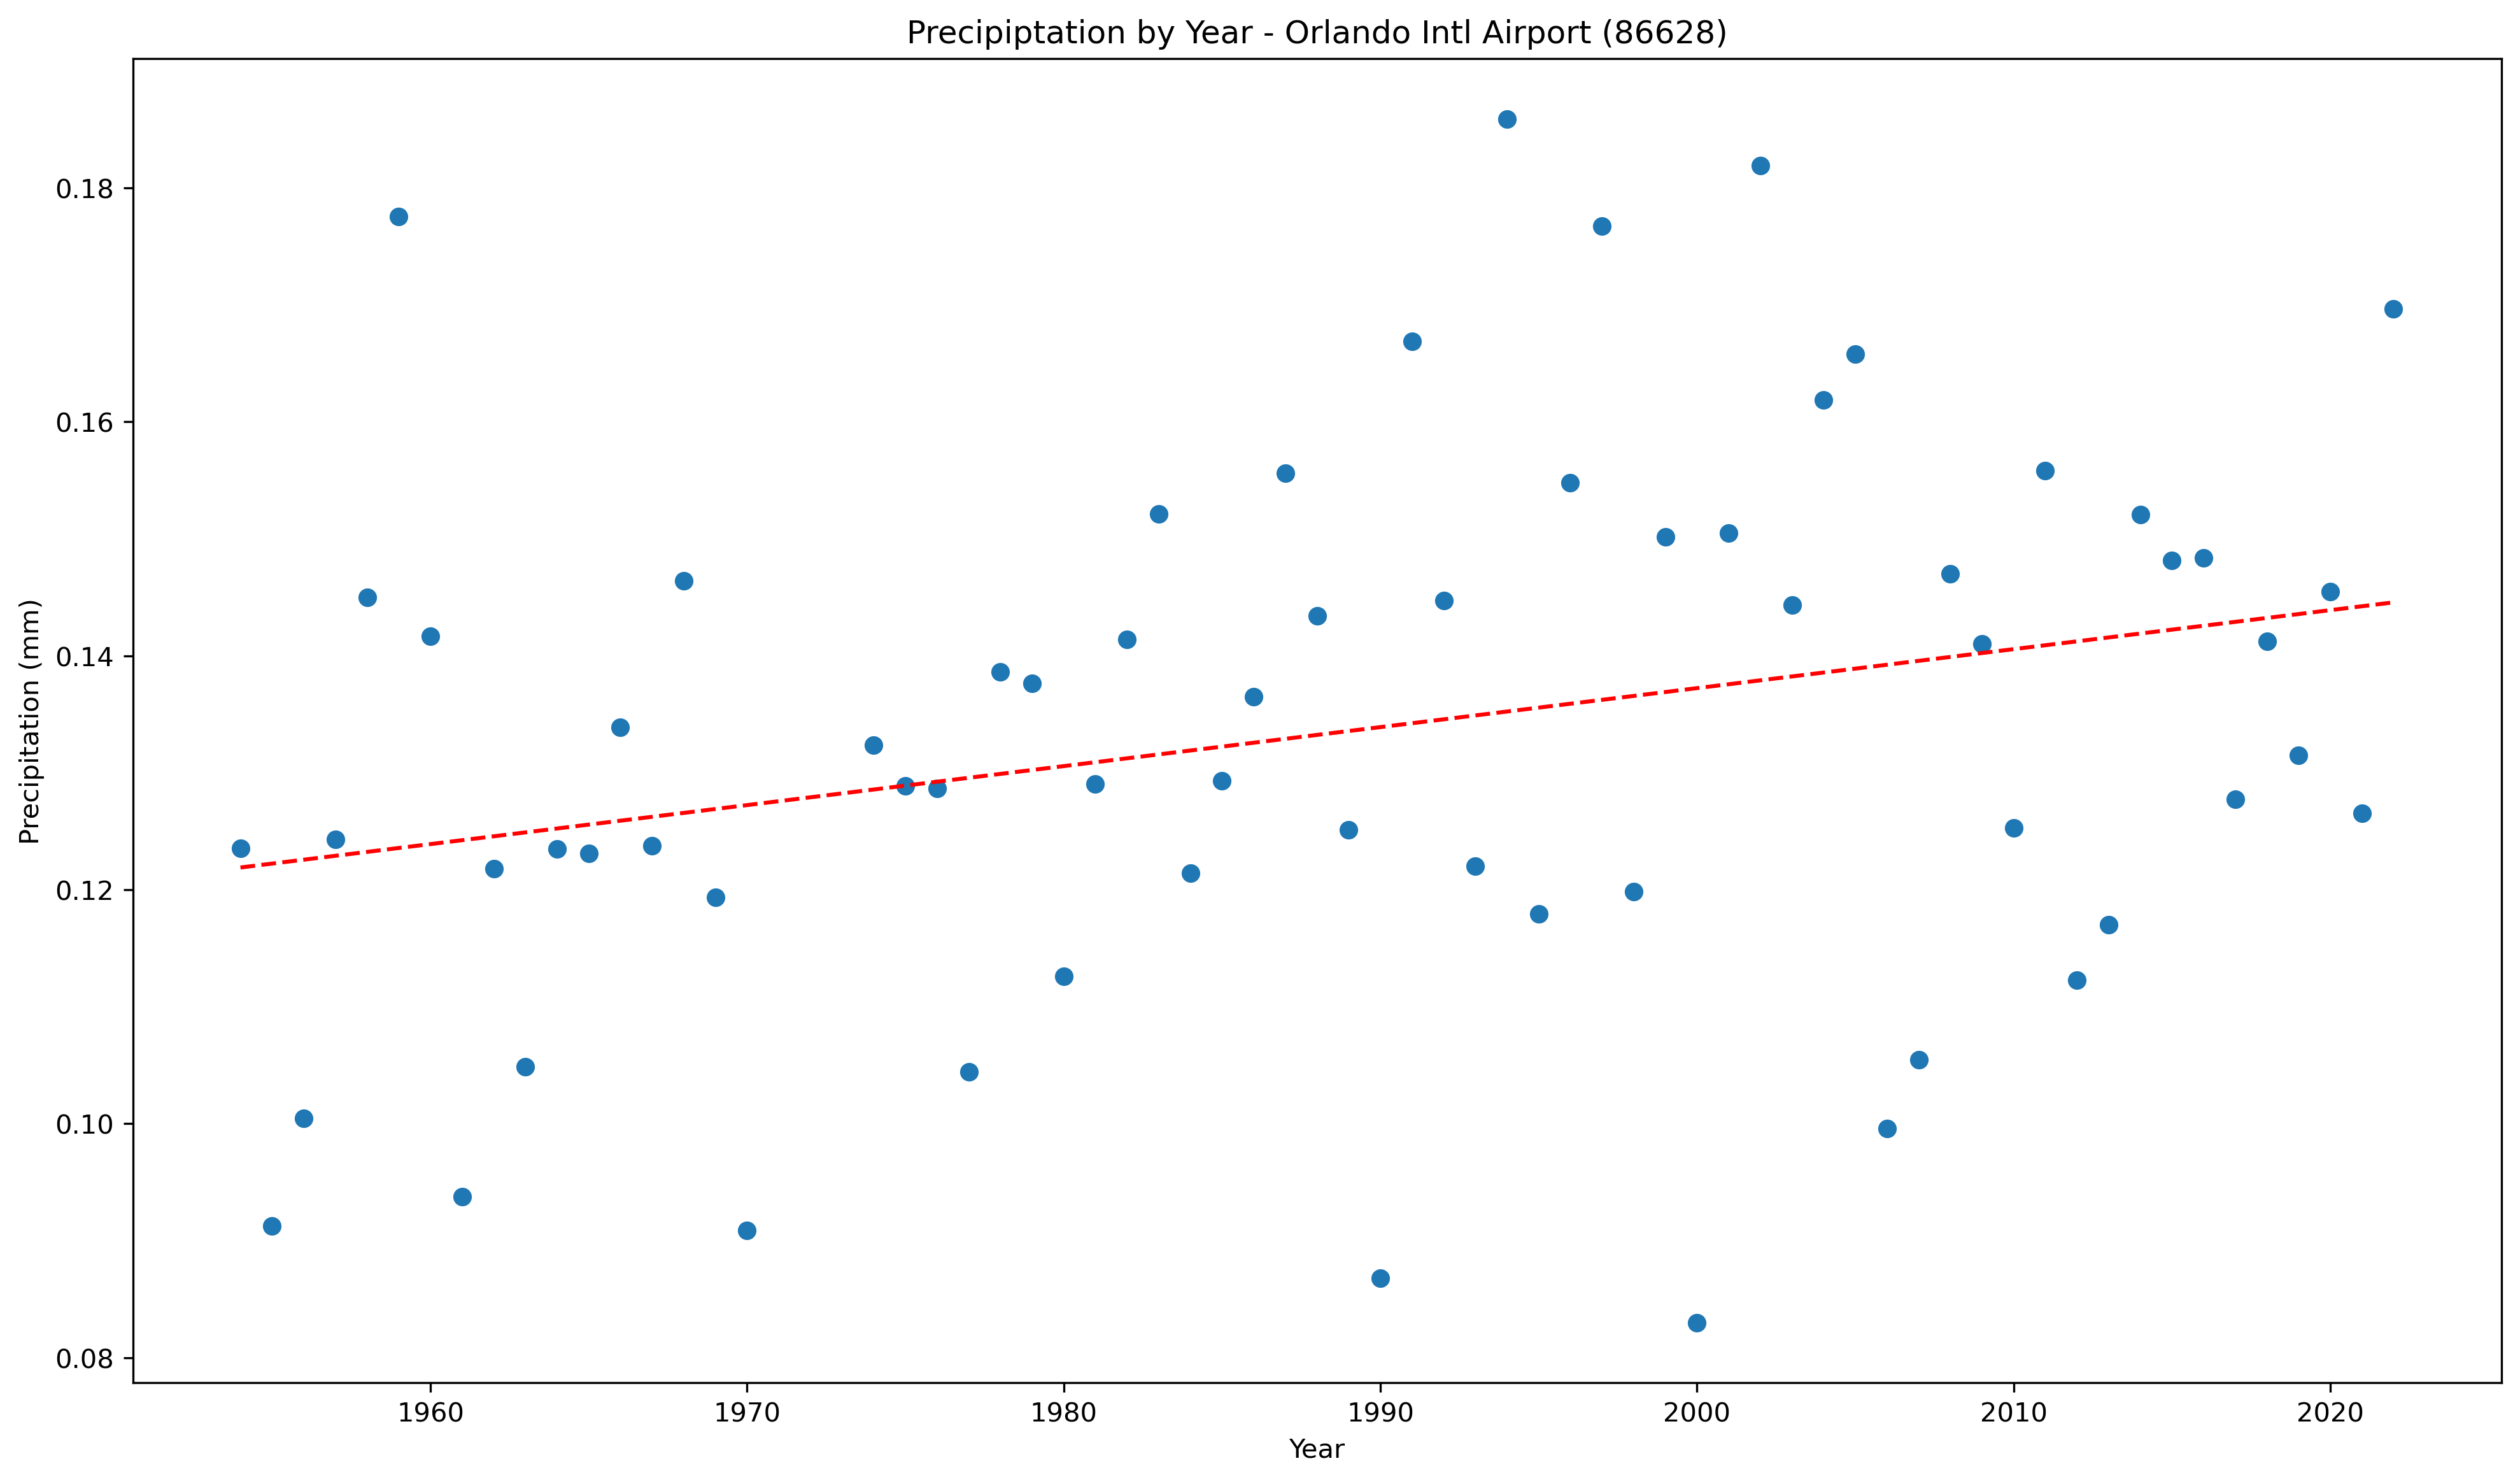 Precipiptation by Year - Orlando Intl Airport (86628)
Precipitation (mm)
0.18
0.16
0.14
0.12
0.10
0.08
1960 1970 1980 1990 2000 2010 2020
Year